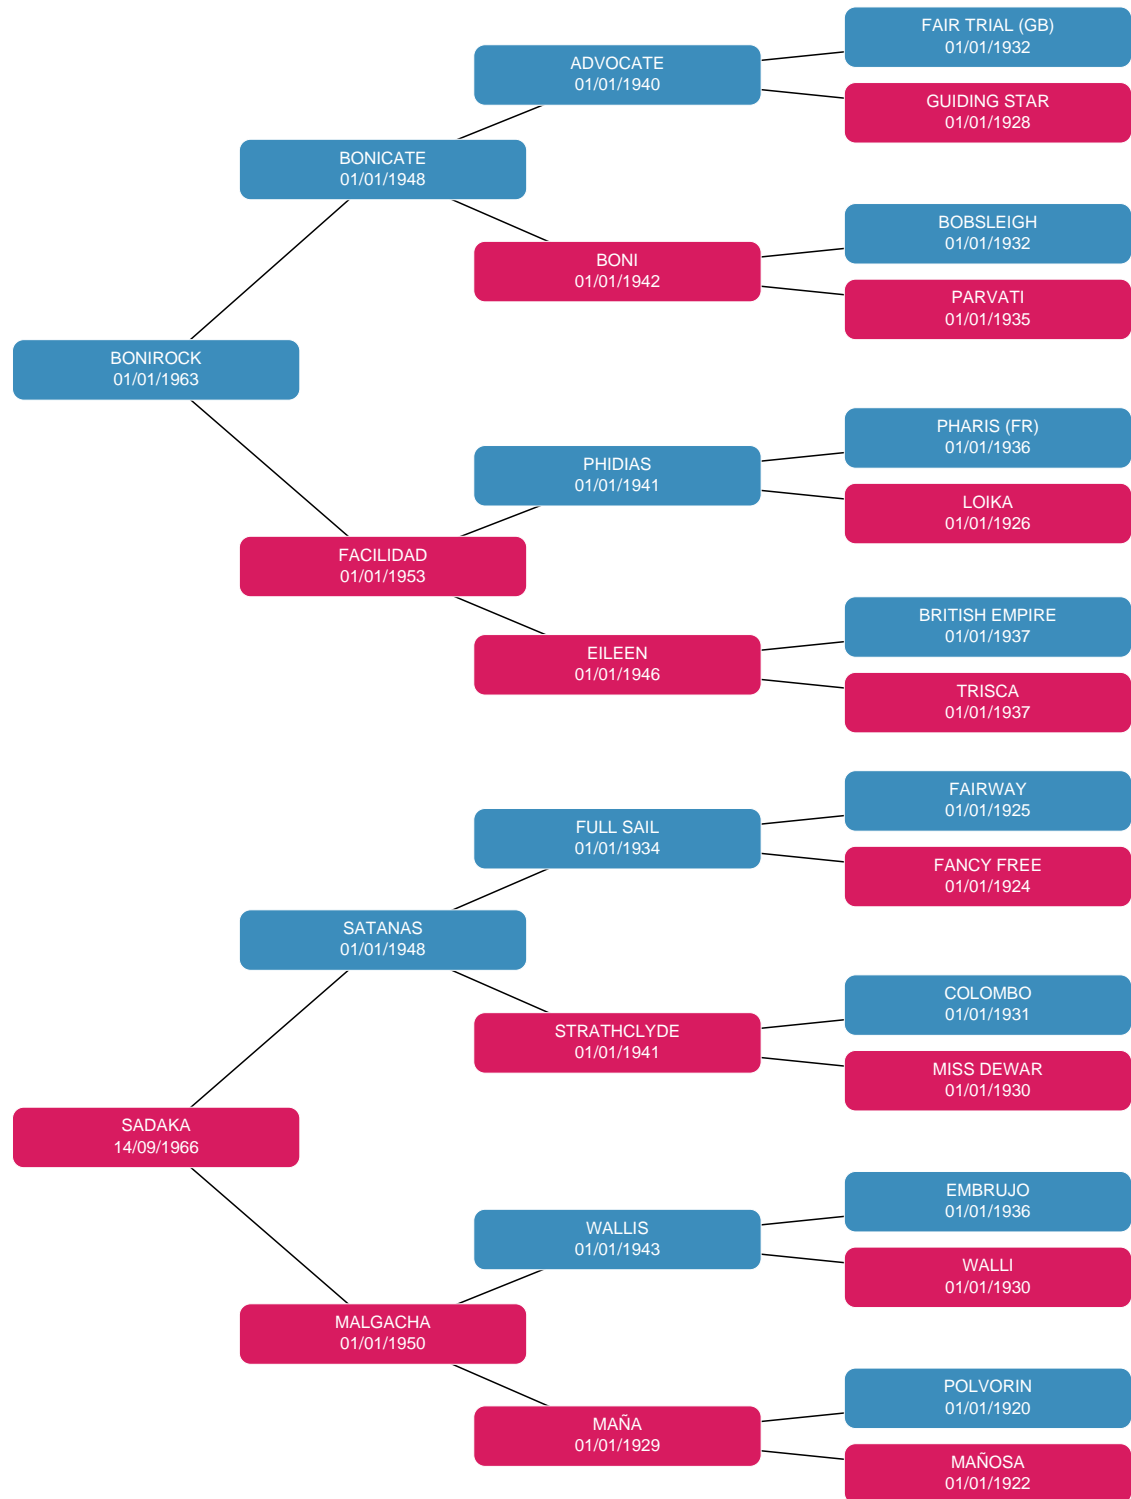 FAIR TRIAL (GB)
01/01/1932
ADVOCATE
01/01/1940
GUIDING STAR
01/01/1928
BONICATE
01/01/1948
BOBSLEIGH
01/01/1932
BONI
01/01/1942
PARVATI
01/01/1935
BONIROCK
01/01/1963
PHARIS (FR)
01/01/1936
PHIDIAS
01/01/1941
LOIKA
01/01/1926
FACILIDAD
01/01/1953
BRITISH EMPIRE
01/01/1937
EILEEN
01/01/1946
TRISCA
01/01/1937
FAIRWAY
01/01/1925
FULL SAIL
01/01/1934
FANCY FREE
01/01/1924
SATANAS
01/01/1948
COLOMBO
01/01/1931
STRATHCLYDE
01/01/1941
MISS DEWAR
01/01/1930
SADAKA
14/09/1966
EMBRUJO
01/01/1936
WALLIS
01/01/1943
WALLI
01/01/1930
MALGACHA
01/01/1950
POLVORIN
01/01/1920
MAÑA
01/01/1929
MAÑOSA
01/01/1922